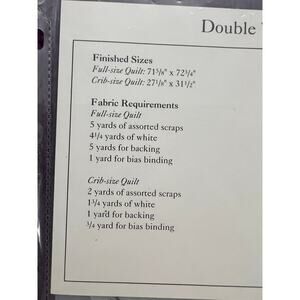 Double
Finished Sizes
Full-size Quilt: 71⅝" x 72¾"
Crib-size Quilt: 27⅛" x 31½"
Fabric Requirements
Full-size Quilt
5 yards of assorted scraps
4¼ yards of white
5 yards for backing
1 yard for bias binding
Crib-size Quilt
2 yards of assorted scraps
1¾ yards of white
1 yard for backing
¾ yard for bias binding